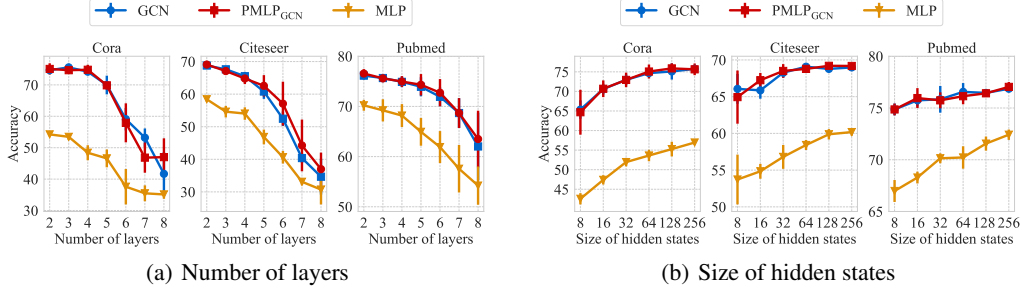 GCN PMLP_GCN MLP
Cora Citeseer Pubmed
Accuracy
70 60 50 40 30
70 60 50 40 30
80 70 60 50
2 3 4 5 6 7 8
2 3 4 5 6 7 8
2 3 4 5 6 7 8
Number of layers Number of layers Number of layers
(a) Number of layers
GCN PMLP_GCN MLP
Cora Citeseer Pubmed
Accuracy
75 70 65 60 55 50 45
70 65 60 55 50
80 75 70 65
8 16 32 64 128 256
8 16 32 64 128 256
8 16 32 64 128 256
Size of hidden states Size of hidden states Size of hidden states
(b) Size of hidden states